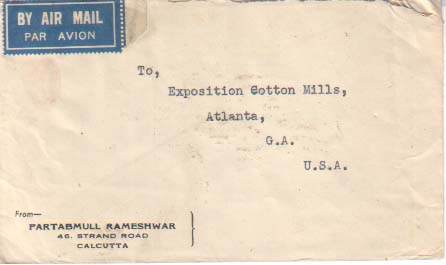 BY AIR MAIL
PAR AVION
To,
Exposition Cotton Mills,
Atlanta,
G.A.
U.S.A.
From—
PARTABMULL RAMESHWAR
46, STRAND ROAD
CALCUTTA